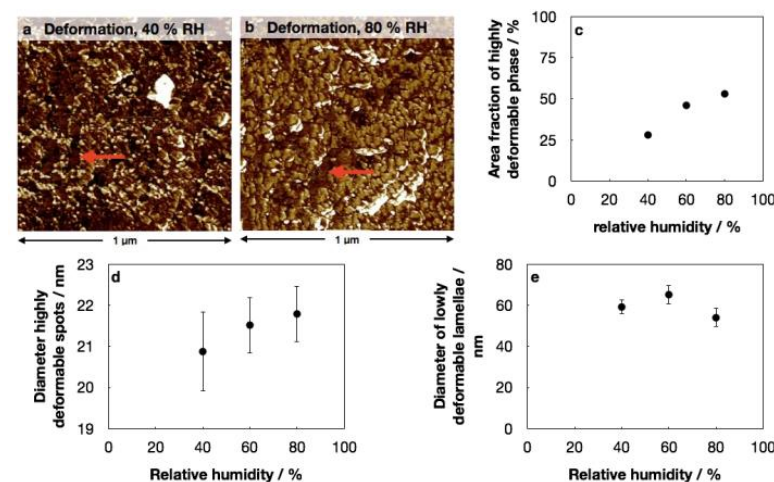 a Deformation, 40 % RH
b Deformation, 80 % RH
1 µm
1 µm
c
Area fraction of highly
deformable phase / %
100
75
50
25
0
0 20 40 60 80 100
relative humidity / %
d
Diameter highly
deformable spots / nm
23
22
21
20
19
0 20 40 60 80 100
Relative humidity / %
e
Diameter of lowly
deformable lamellae /
nm
80
60
40
20
0
0 20 40 60 80 100
Relative humidity / %